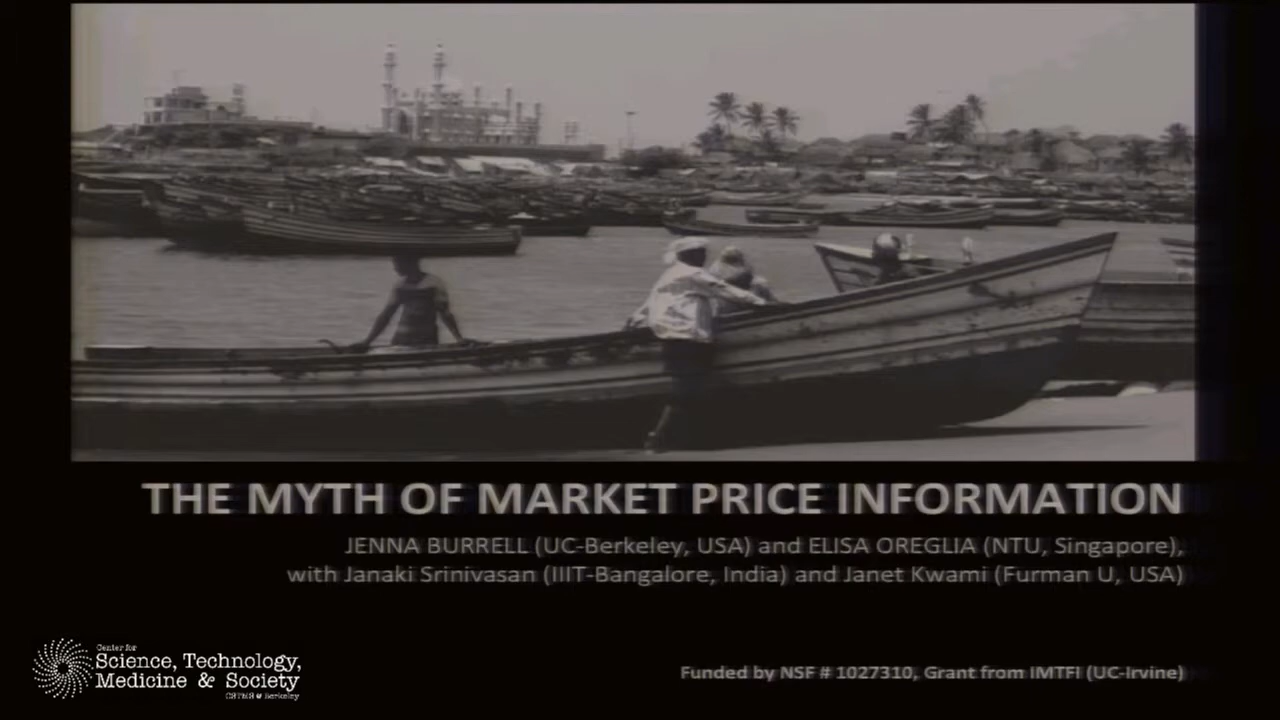 THE MYTH OF MARKET PRICE INFORMATION
JENNA BURRELL (UC-Berkeley, USA) and ELISA OREGLIA (NTU, Singapore),
with Janaki Srinivasan (IIIT-Bangalore, India) and Janet Kwami (Furman U, USA)
Center for
Science, Technology,
Medicine & Society
CSTMS @ Berkeley
Funded by NSF # 1027310, Grant from IMTFI (UC-Irvine)